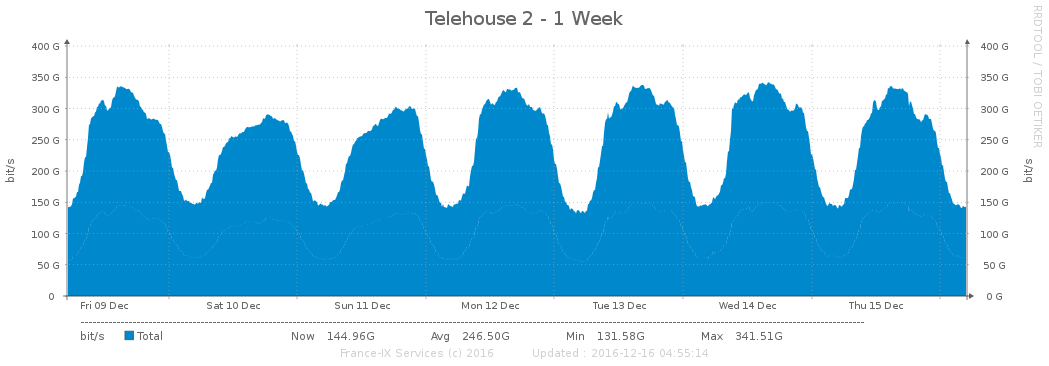 Telehouse 2 - 1 Week
RRDTOOL / TOBI OETIKER
bit/s
400 G 400 G
350 G 350 G
300 G 300 G
250 G 250 G
200 G 200 G
150 G 150 G
100 G 100 G
50 G 50 G
0 0 G
bit/s
Fri 09 Dec Sat 10 Dec Sun 11 Dec Mon 12 Dec Tue 13 Dec Wed 14 Dec Thu 15 Dec
bit/s Total Now 144.96G Avg 246.50G Min 131.58G Max 341.51G
France-IX Services (c) 2016 Updated : 2016-12-16 04:55:14